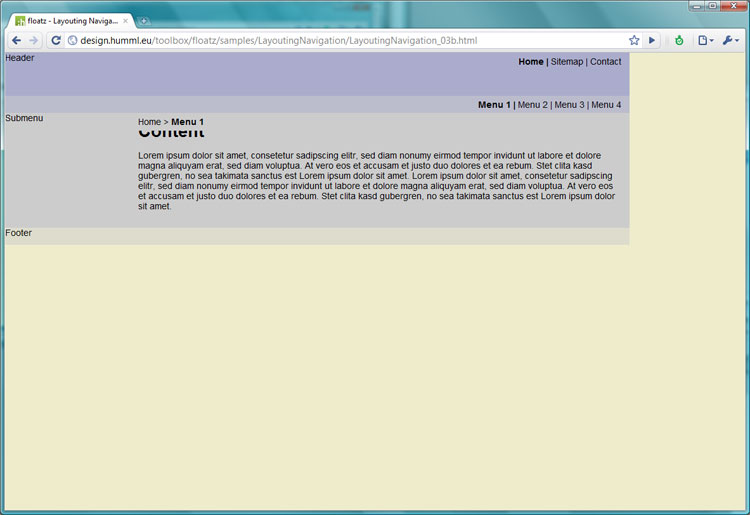 floatz - Layouting Naviga...
design.humml.eu/toolbox/floatz/samples/LayoutingNavigation/LayoutingNavigation_03b.html
Header
Home | Sitemap | Contact
Menu 1 | Menu 2 | Menu 3 | Menu 4
Submenu
Home > Menu 1
Content
Lorem ipsum dolor sit amet, consetetur sadipscing elitr, sed diam nonumy eirmod tempor invidunt ut labore et dolore
magna aliquyam erat, sed diam voluptua. At vero eos et accusam et justo duo dolores et ea rebum. Stet clita kasd
gubergren, no sea takimata sanctus est Lorem ipsum dolor sit amet. Lorem ipsum dolor sit amet, consetetur sadipscing
elitr, sed diam nonumy eirmod tempor invidunt ut labore et dolore magna aliquyam erat, sed diam voluptua. At vero eos
et accusam et justo duo dolores et ea rebum. Stet clita kasd gubergren, no sea takimata sanctus est Lorem ipsum dolor
sit amet.
Footer